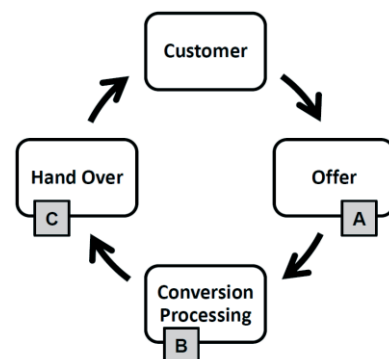 Customer
Offer
A
Conversion
Processing
B
Hand Over
C